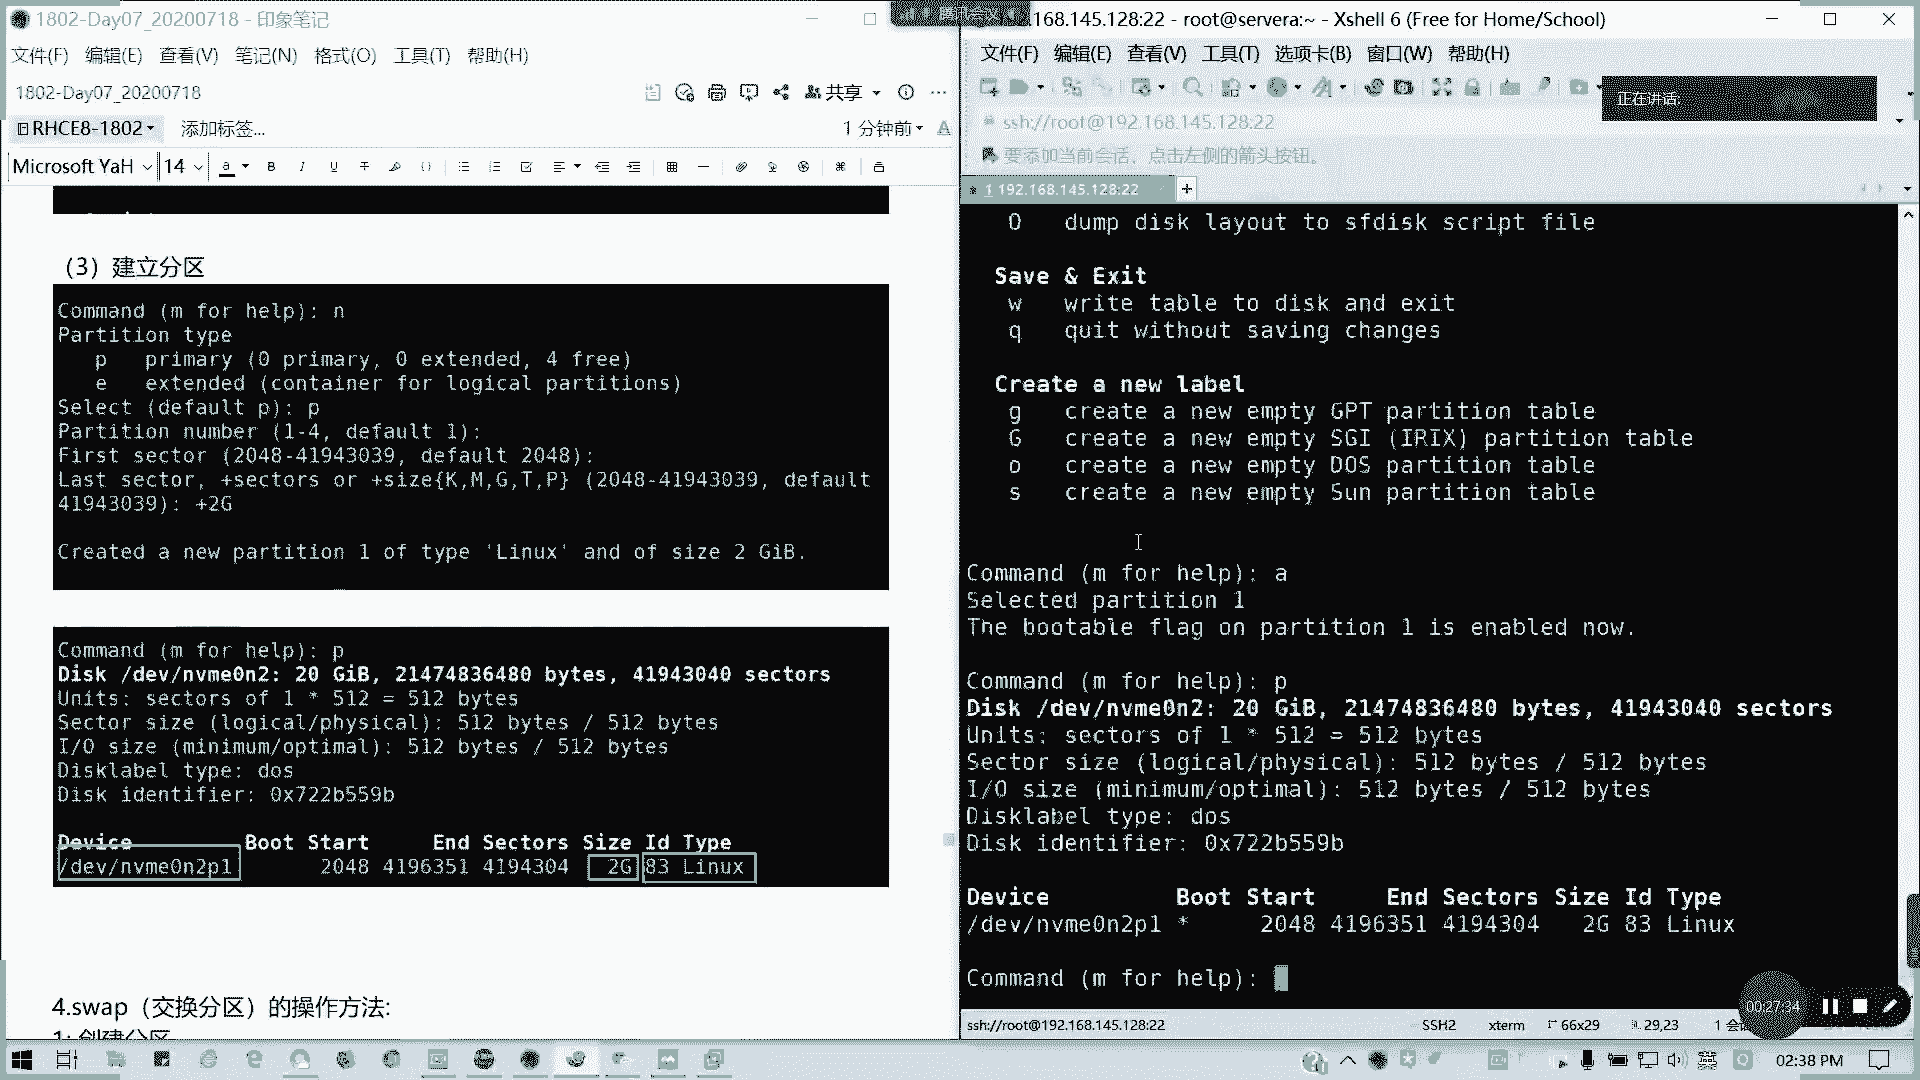 1802-Day07_20200718 - 印象笔记
文件(F) 编辑(E) 查看(V) 笔记(N) 格式(O) 工具(T) 帮助(H)
1802-Day07_20200718
共享
RHCE8-1802
添加标签...
1 分钟前
Microsoft YaH 14
（3）建立分区
Command (m for help): n
Partition type
p primary (0 primary, 0 extended, 4 free)
e extended (container for logical partitions)
Select (default p): p
Partition number (1-4, default 1):
First sector (2048-41943039, default 2048):
Last sector, +sectors or +size{K,M,G,T,P} (2048-41943039, default
41943039): +2G
Created a new partition 1 of type 'Linux' and of size 2 GiB.
Command (m for help): p
Disk /dev/nvme0n2: 20 GiB, 21474836480 bytes, 41943040 sectors
Units: sectors of 1 * 512 = 512 bytes
Sector size (logical/physical): 512 bytes / 512 bytes
I/O size (minimum/optimal): 512 bytes / 512 bytes
Disklabel type: dos
Disk identifier: 0x722b559b
Device Boot Start End Sectors Size Id Type
/dev/nvme0n2p1 2048 4196351 4194304 2G 83 Linux
4.swap（交换分区）的操作方法:
1: 创建分区
腾讯会议
.168.145.128:22 - root@servera:~ - Xshell 6 (Free for Home/School)
文件(F) 编辑(E) 查看(V) 工具(T) 选项卡(B) 窗口(W) 帮助(H)
正在讲话:
ssh://root@192.168.145.128:22
要添加当前会话，点击左侧的箭头按钮。
1 192.168.145.128:22
O dump disk layout to sfdisk script file
Save & Exit
w write table to disk and exit
q quit without saving changes
Create a new label
g create a new empty GPT partition table
G create a new empty SGI (IRIX) partition table
o create a new empty DOS partition table
s create a new empty Sun partition table
Command (m for help): a
Selected partition 1
The bootable flag on partition 1 is enabled now.
Command (m for help): p
Disk /dev/nvme0n2: 20 GiB, 21474836480 bytes, 41943040 sectors
Units: sectors of 1 * 512 = 512 bytes
Sector size (logical/physical): 512 bytes / 512 bytes
I/O size (minimum/optimal): 512 bytes / 512 bytes
Disklabel type: dos
Disk identifier: 0x722b559b
Device Boot Start End Sectors Size Id Type
/dev/nvme0n2p1 * 2048 4196351 4194304 2G 83 Linux
Command (m for help):
00:27:34
ssh://root@192.168.145.128:22 SSH2 xterm 66x29 29,23 1 会
英
02:38 PM